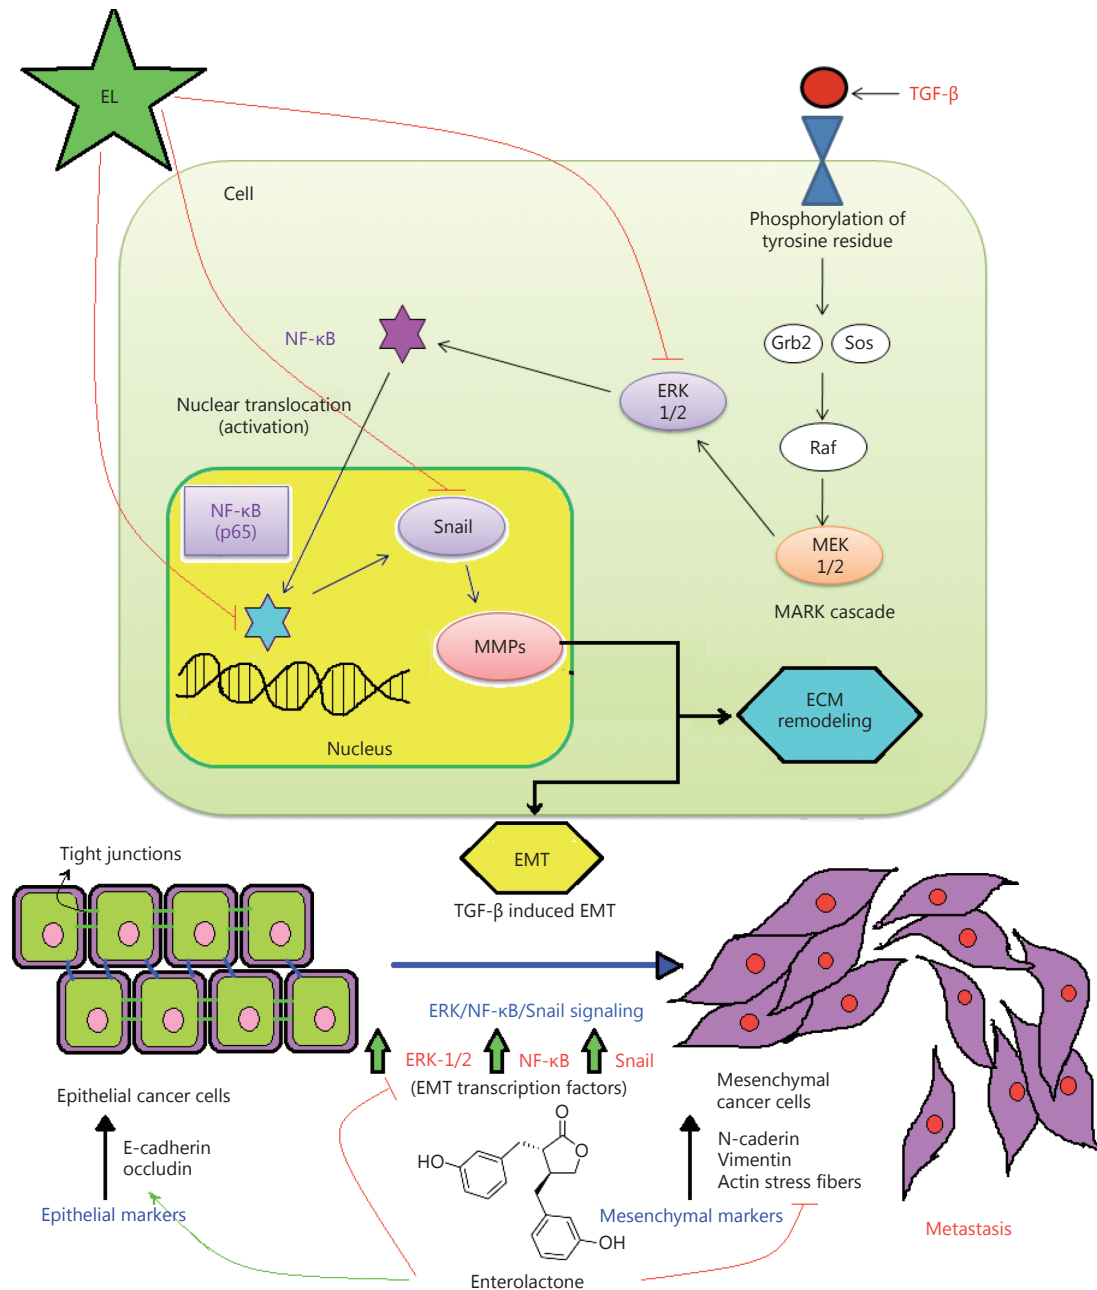 EL
TGF-β
Cell
Phosphorylation of
tyrosine residue
NF-κB
Grb2
Sos
ERK
1/2
Nuclear translocation
(activation)
Raf
NF-κB
(p65)
Snail
MEK
1/2
MARK cascade
MMPs
ECM
remodeling
Nucleus
Tight junctions
EMT
TGF-β induced EMT
ERK/NF-κB/Snail signaling
ERK-1/2
NF-κB
Snail
(EMT transcription factors)
Epithelial cancer cells
Mesenchymal
cancer cells
E-cadherin
occludin
N-caderin
Vimentin
Actin stress fibers
Epithelial markers
O
O
HO
OH
Mesenchymal markers
Metastasis
Enterolactone